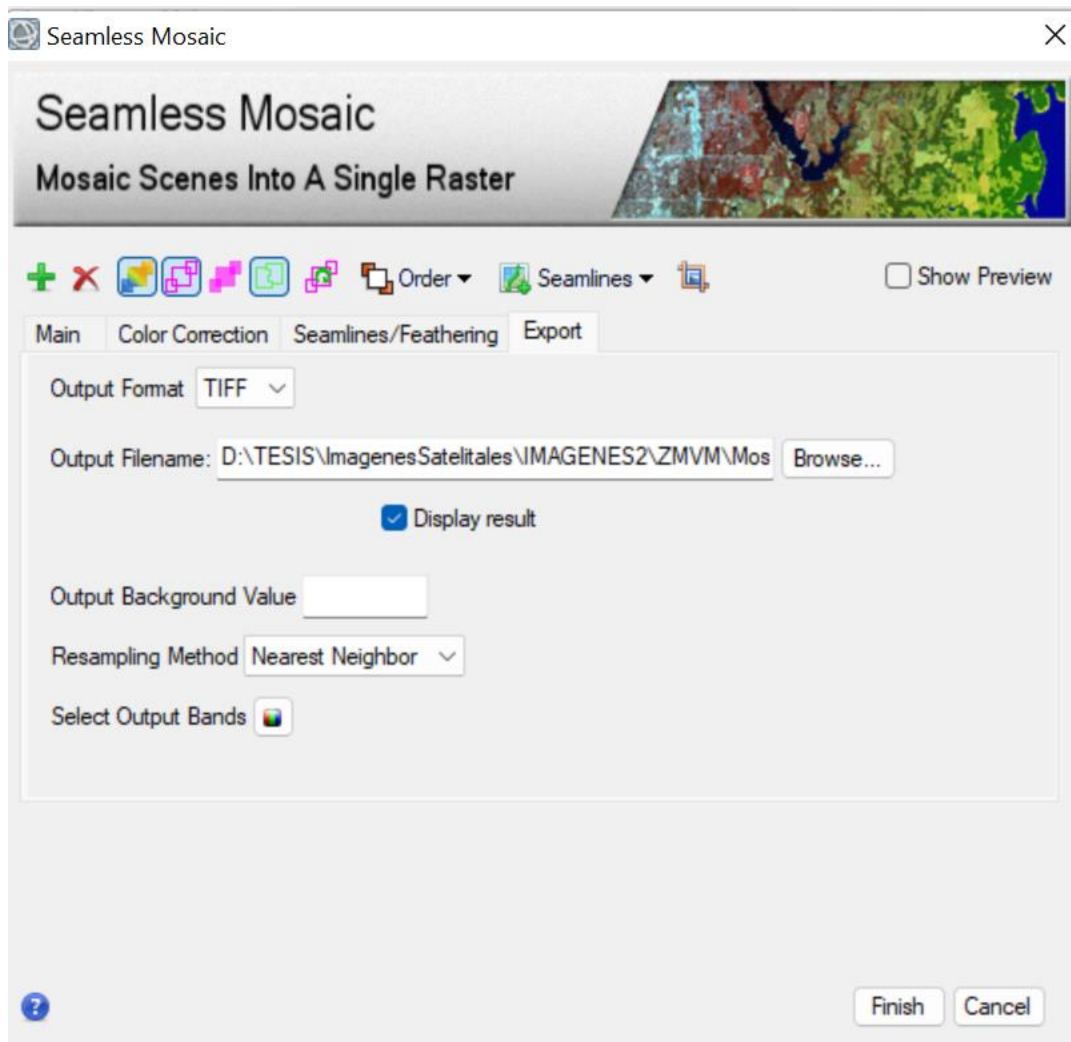 Seamless Mosaic
Seamless Mosaic
Mosaic Scenes Into A Single Raster
Order
Seamlines
Show Preview
Main
Color Correction
Seamlines/Feathering
Export
Output Format TIFF
Output Filename: D:\TESIS\ImagenesSatelitales\IMAGENES2\ZMVM\Mos Browse...
Display result
Output Background Value
Resampling Method Nearest Neighbor
Select Output Bands
?
Finish Cancel